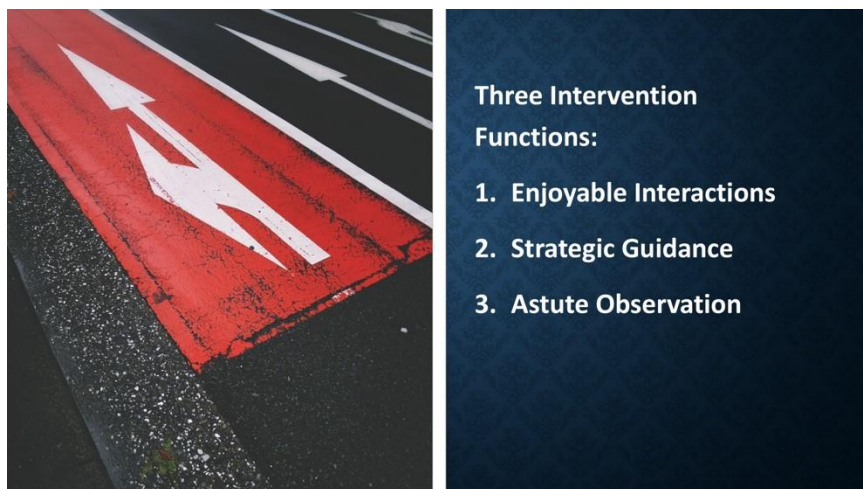 Three Intervention
Functions:
1. Enjoyable Interactions
2. Strategic Guidance
3. Astute Observation